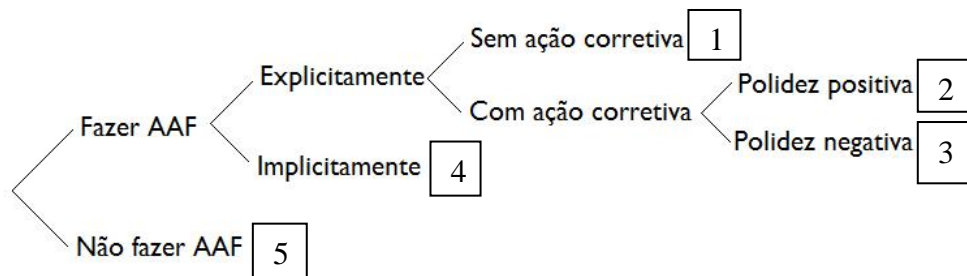 Sem ação corretiva 1
Explicitamente
Polidez positiva 2
Com ação corretiva
Fazer AAF
Polidez negativa 3
Implicitamente 4
Não fazer AAF 5